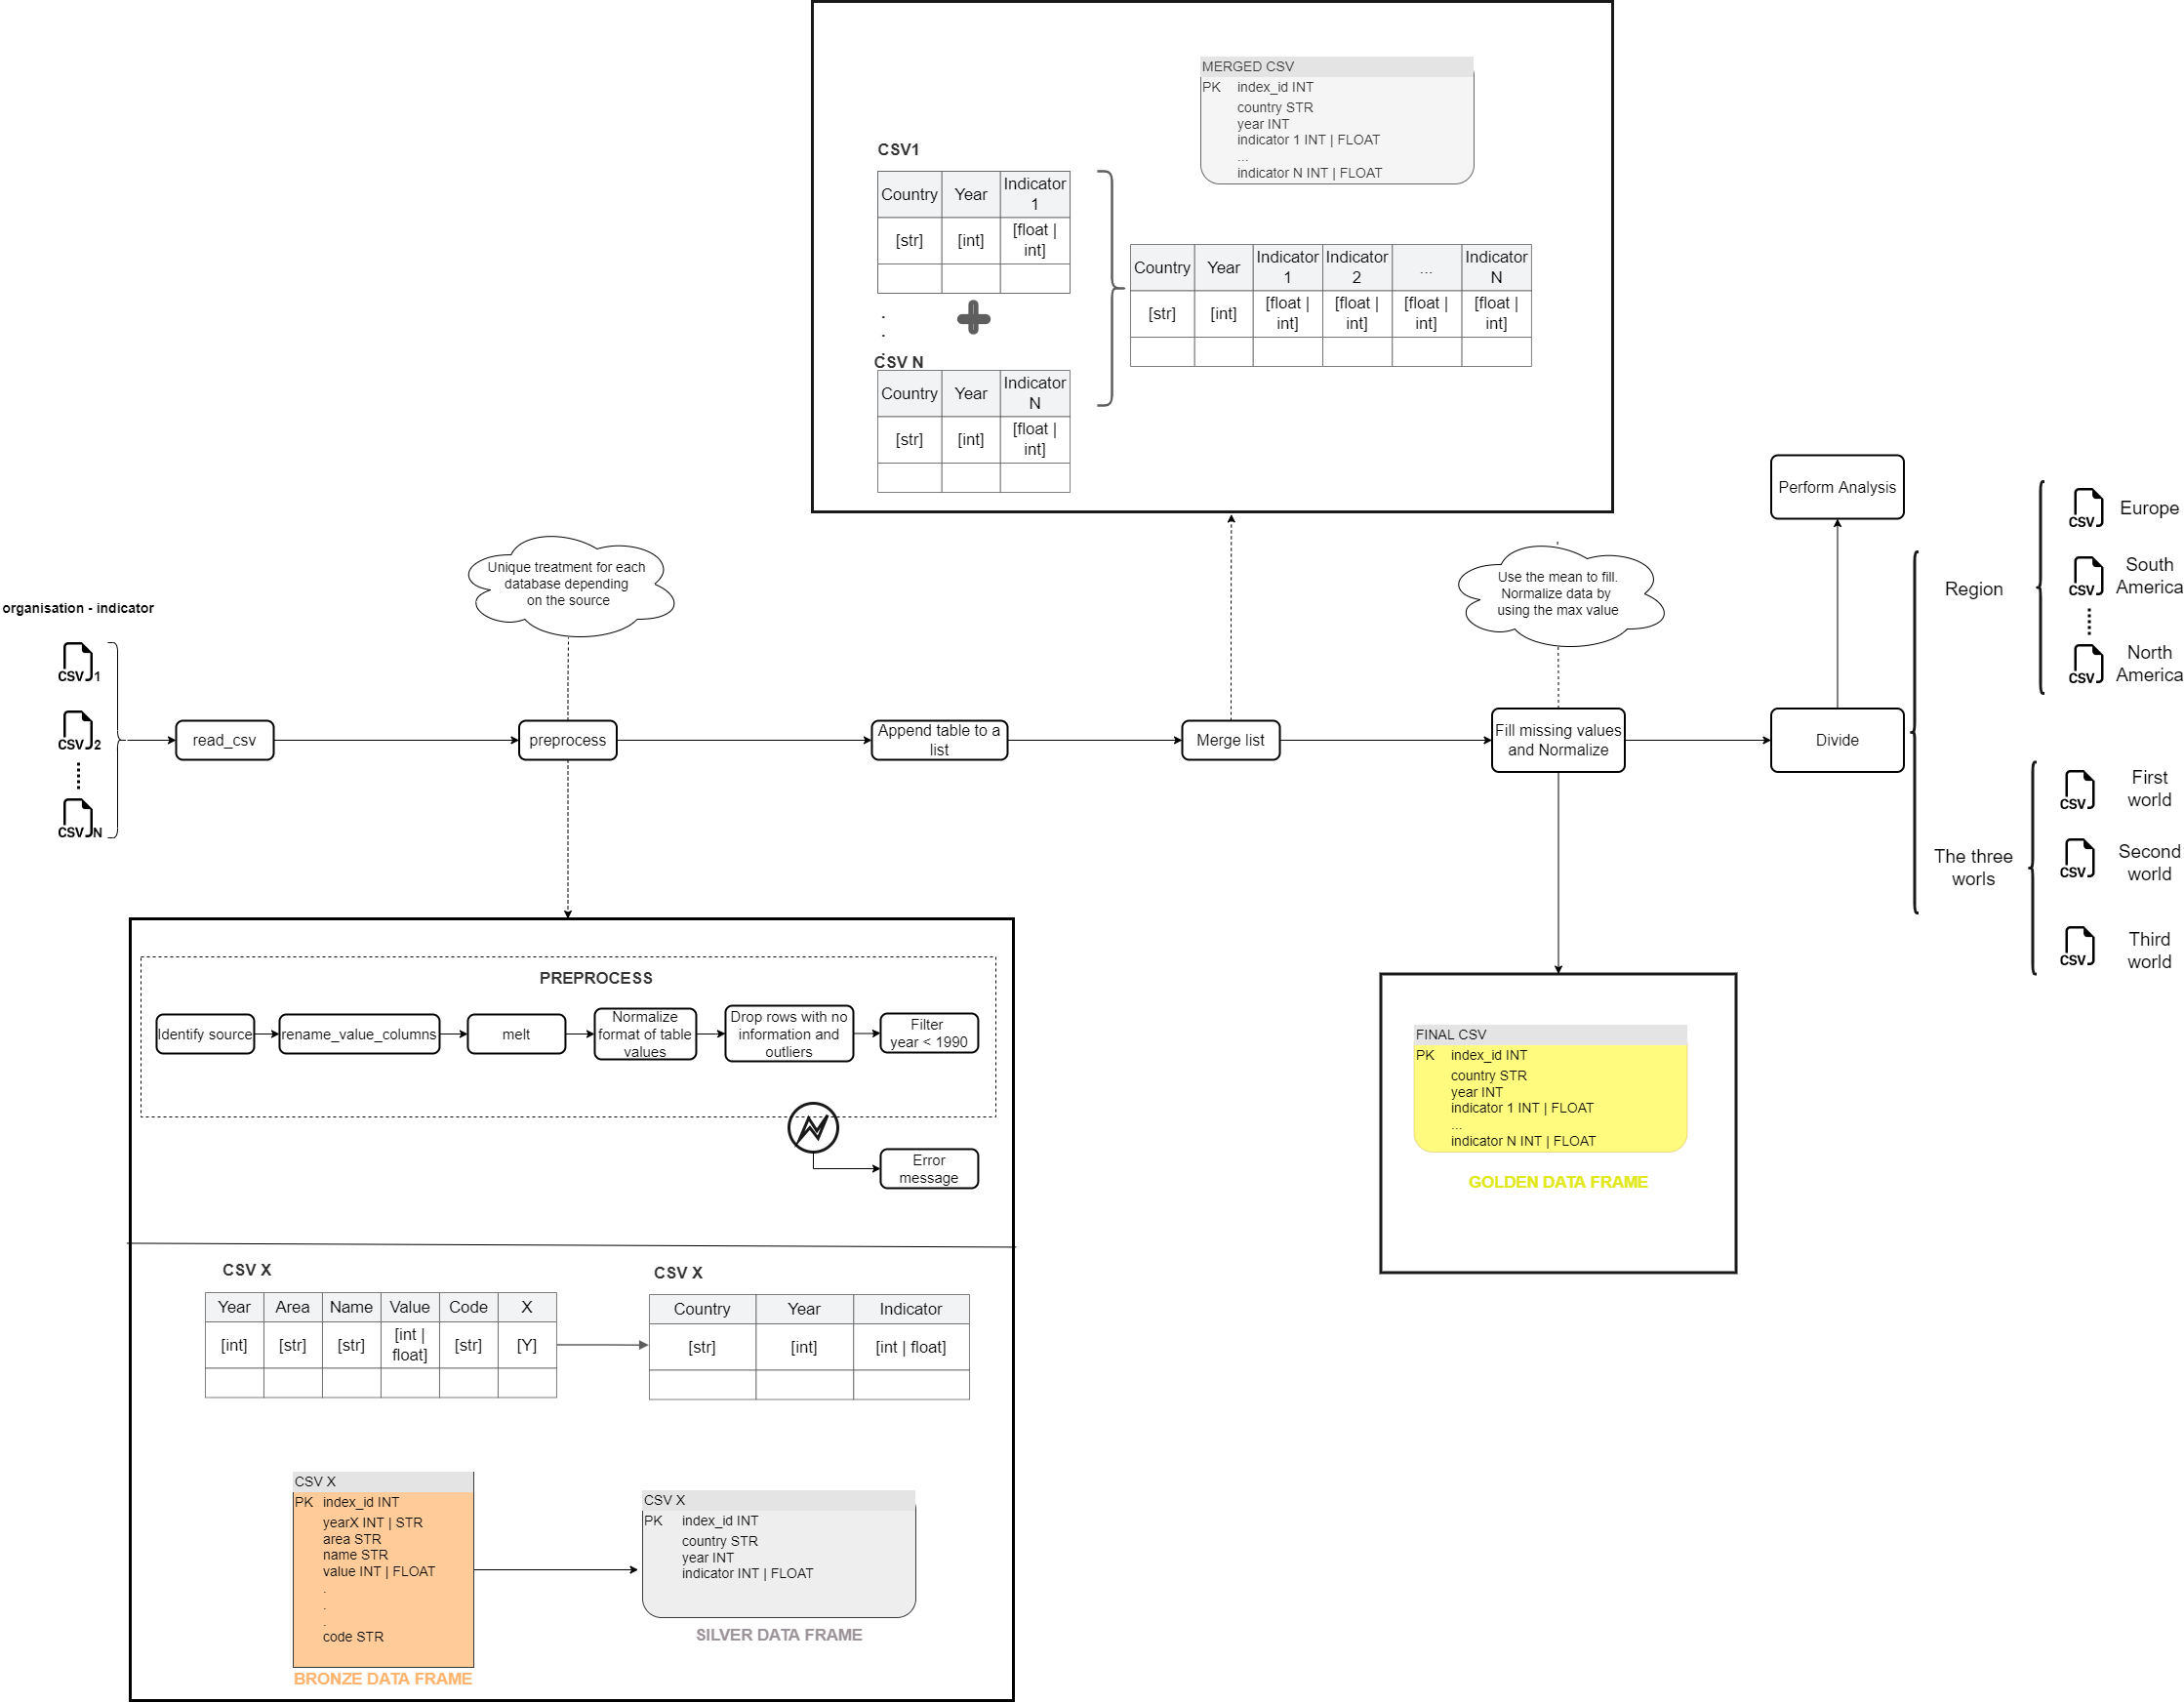 MERGED CSV
PK index_id INT
country STR
year INT
indicator 1 INT | FLOAT
...
indicator N INT | FLOAT
CSV1
Country Year Indicator 1
[str] [int] [float | int]
.
.
.
CSV N
Country Year Indicator N
[str] [int] [float | int]
Country Year Indicator 1 Indicator 2 ... Indicator N
[str] [int] [float | int] [float | int] [float | int] [float | int]
organisation - indicator
CSV 1
CSV 2
CSV N
read_csv
Unique treatment for each
database depending
on the source
preprocess
Append table to a
list
Merge list
Use the mean to fill.
Normalize data by
using the max value
Fill missing values
and Normalize
Perform Analysis
Divide
Region
CSV Europe
CSV South
America
CSV North
America
The three
worls
CSV First
world
CSV Second
world
CSV Third
world
PREPROCESS
Identify source
rename_value_columns
melt
Normalize
format of table
values
Drop rows with no
information and
outliers
Filter
year < 1990
Error
message
CSV X
Year Area Name Value Code X
[int] [str] [str] [int | float] [str] [Y]
CSV X
Country Year Indicator
[str] [int] [int | float]
CSV X
PK index_id INT
yearX INT | STR
area STR
name STR
value INT | FLOAT
.
.
.
code STR
BRONZE DATA FRAME
CSV X
PK index_id INT
country STR
year INT
indicator INT | FLOAT
SILVER DATA FRAME
FINAL CSV
PK index_id INT
country STR
year INT
indicator 1 INT | FLOAT
...
indicator N INT | FLOAT
GOLDEN DATA FRAME